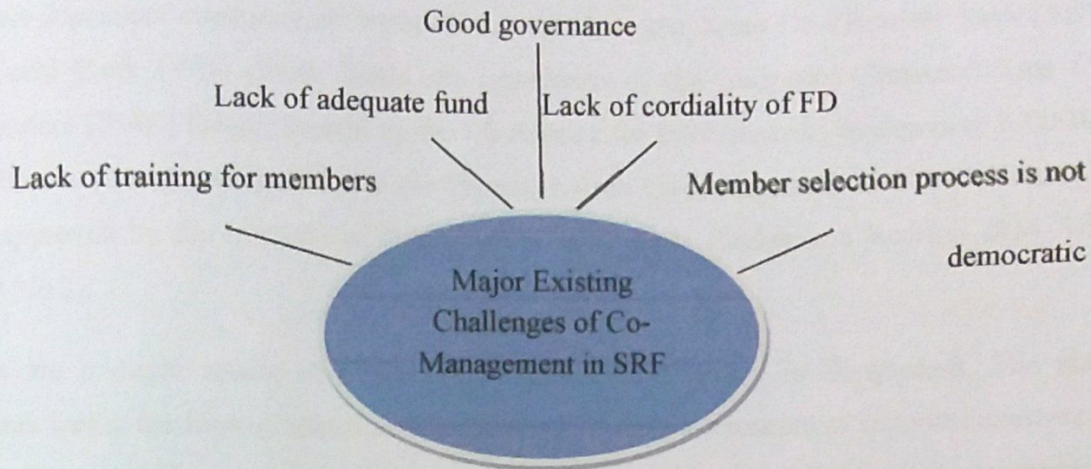 Good governance
Lack of adequate fund
Lack of cordiality of FD
Lack of training for members
Member selection process is not
democratic
Major Existing
Challenges of Co-
Management in SRF